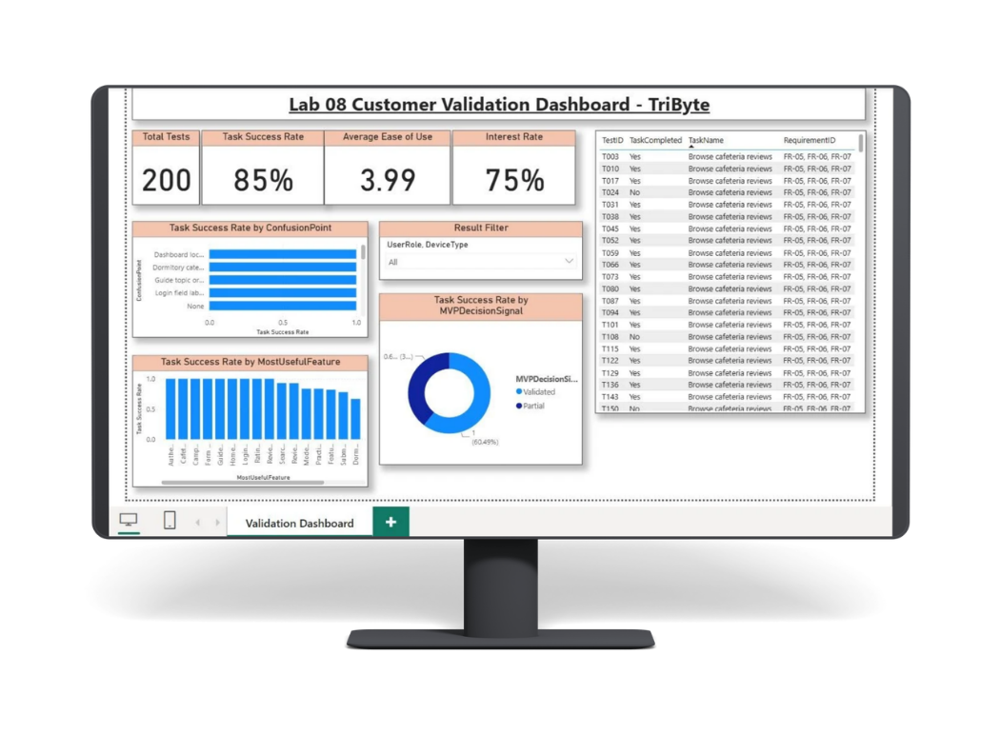 Lab 08 Customer Validation Dashboard - TriByte
Total Tests
200
Task Success Rate
85%
Average Ease of Use
3.99
Interest Rate
75%
Task Success Rate by ConfusionPoint
ConfusionPoint
Dashboard loc...
Dormitory cate...
Guide topic or...
Login field lab...
None
0.0 0.5 1.0
Task Success Rate
Result Filter
UserRole, DeviceType
All
Task Success Rate by MostUsefulFeature
Task Success Rate
1.0
0.5
0.0
Authe...
Cafet...
Camp...
Form ...
Guide...
Home...
Login...
Ratin...
Revie...
Searc...
Revie...
Mode...
Practi...
Featu...
Subm...
Dorm...
MostUsefulFeature
Task Success Rate by
MVPDecisionSignal
0.6... (3...)
1
(60.49%)
MVPDecisionSi...
Validated
Partial
TestID TaskCompleted TaskName RequirementID
T003 Yes Browse cafeteria reviews FR-05, FR-06, FR-07
T010 Yes Browse cafeteria reviews FR-05, FR-06, FR-07
T017 Yes Browse cafeteria reviews FR-05, FR-06, FR-07
T024 No Browse cafeteria reviews FR-05, FR-06, FR-07
T031 Yes Browse cafeteria reviews FR-05, FR-06, FR-07
T038 Yes Browse cafeteria reviews FR-05, FR-06, FR-07
T045 Yes Browse cafeteria reviews FR-05, FR-06, FR-07
T052 Yes Browse cafeteria reviews FR-05, FR-06, FR-07
T059 Yes Browse cafeteria reviews FR-05, FR-06, FR-07
T066 Yes Browse cafeteria reviews FR-05, FR-06, FR-07
T073 Yes Browse cafeteria reviews FR-05, FR-06, FR-07
T080 Yes Browse cafeteria reviews FR-05, FR-06, FR-07
T087 Yes Browse cafeteria reviews FR-05, FR-06, FR-07
T094 Yes Browse cafeteria reviews FR-05, FR-06, FR-07
T101 Yes Browse cafeteria reviews FR-05, FR-06, FR-07
T108 No Browse cafeteria reviews FR-05, FR-06, FR-07
T115 Yes Browse cafeteria reviews FR-05, FR-06, FR-07
T122 Yes Browse cafeteria reviews FR-05, FR-06, FR-07
T129 Yes Browse cafeteria reviews FR-05, FR-06, FR-07
T136 Yes Browse cafeteria reviews FR-05, FR-06, FR-07
T143 Yes Browse cafeteria reviews FR-05, FR-06, FR-07
T150 No Browse cafeteria reviews FR-05, FR-06, FR-07
Validation Dashboard